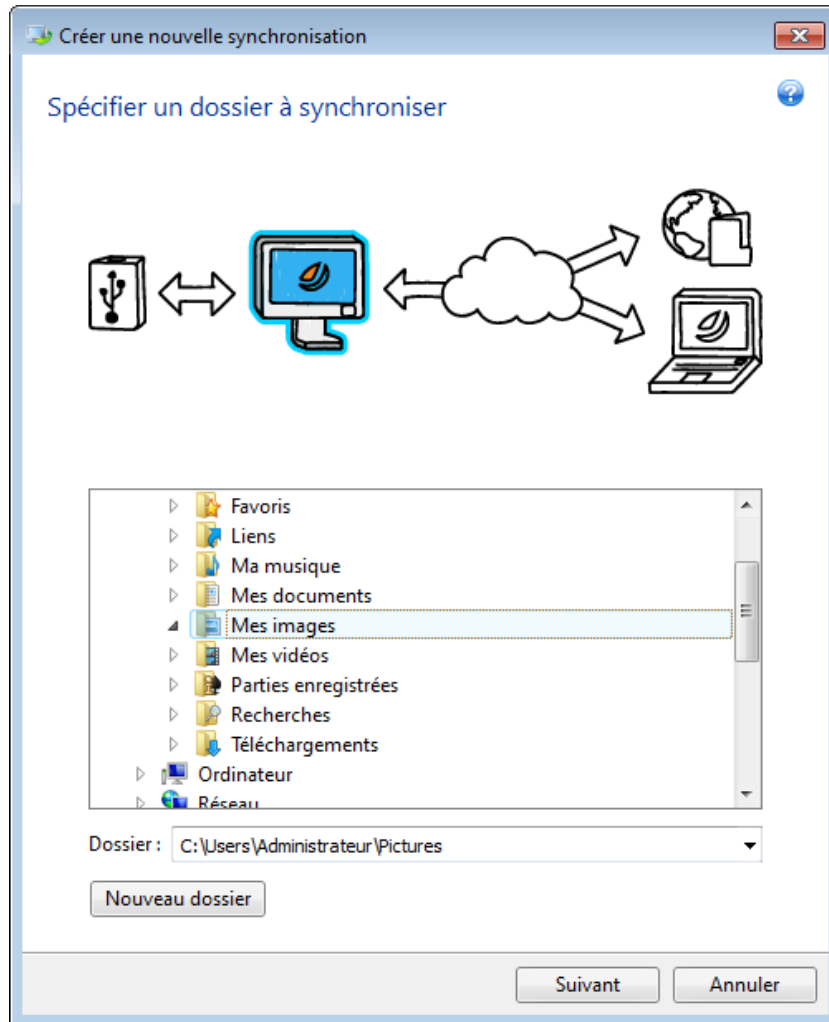 Créer une nouvelle synchronisation
Spécifier un dossier à synchroniser
Favoris
Liens
Ma musique
Mes documents
Mes images
Mes vidéos
Parties enregistrées
Recherches
Téléchargements
Ordinateur
Réseau
Dossier : C:\Users\Administrateur\Pictures
Nouveau dossier
Suivant Annuler